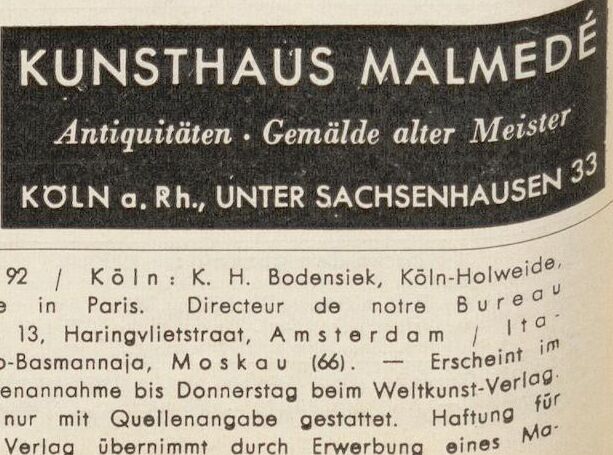 KUNSTHAUS MALMEDÉ
Antiquitäten · Gemälde alter Meister
KÖLN a. Rh., UNTER SACHSENHAUSEN 33
92 / Köln: K. H. Bodensiek, Köln-Holweide,
e in Paris. Directeur de notre Bureau
13, Haringvlietstraat, Amsterdam / Ita-
o-Basmannaja, Moskau (66). — Erscheint im
enannahme bis Donnerstag beim Weltkunst-Verlag.
nur mit Quellenangabe gestattet. Haftung für
Verlag übernimmt durch Erwerbung eines Ma-